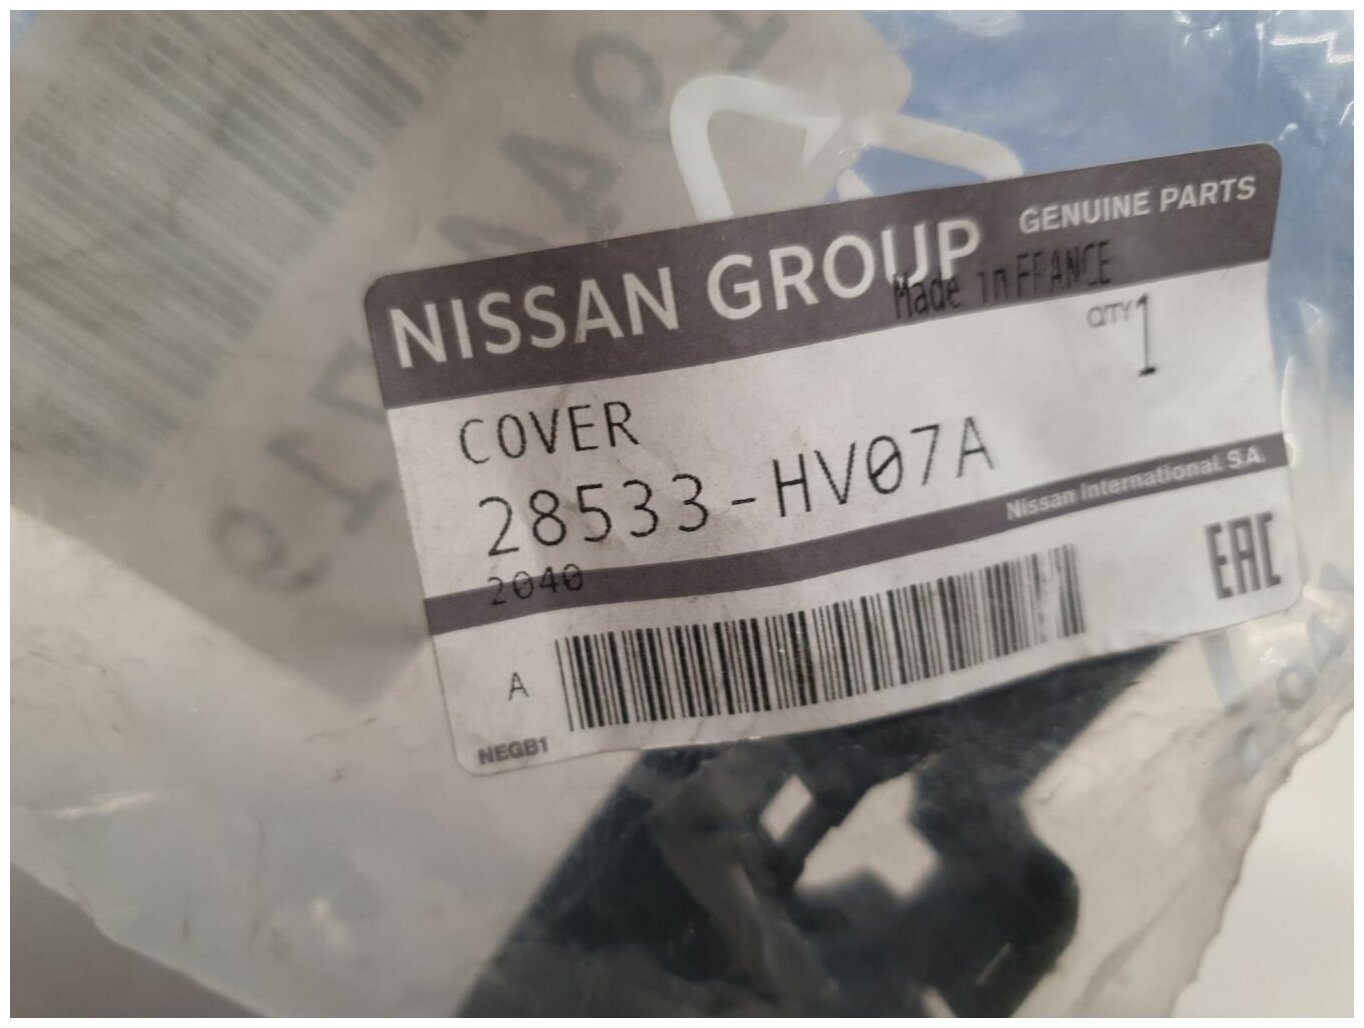 GENUINE PARTS
NISSAN GROUP
Made in FRANCE
QTY 1
COVER
28533-HV07A
Nissan International, S.A.
2040
EAC
A
NEGB1